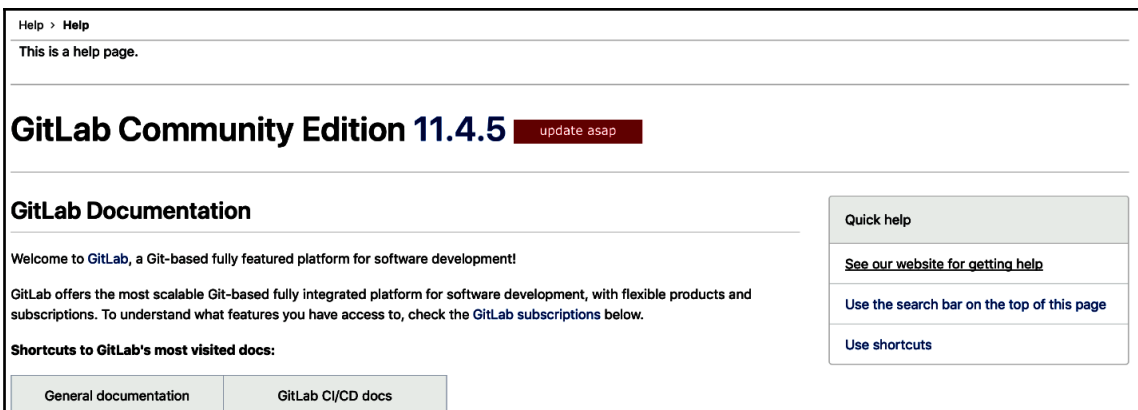 Help > Help
This is a help page.
GitLab Community Edition 11.4.5 update asap
GitLab Documentation
Welcome to GitLab, a Git-based fully featured platform for software development!
GitLab offers the most scalable Git-based fully integrated platform for software development, with flexible products and
subscriptions. To understand what features you have access to, check the GitLab subscriptions below.
Shortcuts to GitLab's most visited docs:
General documentation GitLab CI/CD docs
Quick help
See our website for getting help
Use the search bar on the top of this page
Use shortcuts